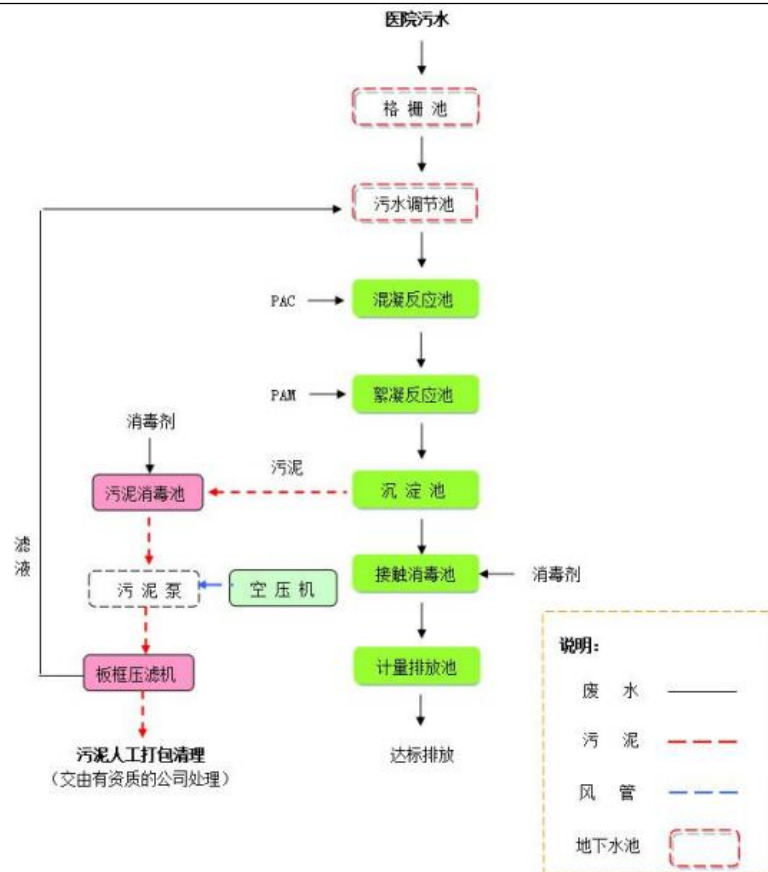 医院污水
格栅池
污水调节池
PAC
混凝反应池
PAM
絮凝反应池
消毒剂
污泥
污泥消毒池
沉淀池
滤液
污泥泵
空压机
接触消毒池
消毒剂
板框压滤机
计量排放池
污泥人工打包清理
（交由有资质的公司处理）
达标排放
说明：
废水
污泥
风管
地下水池